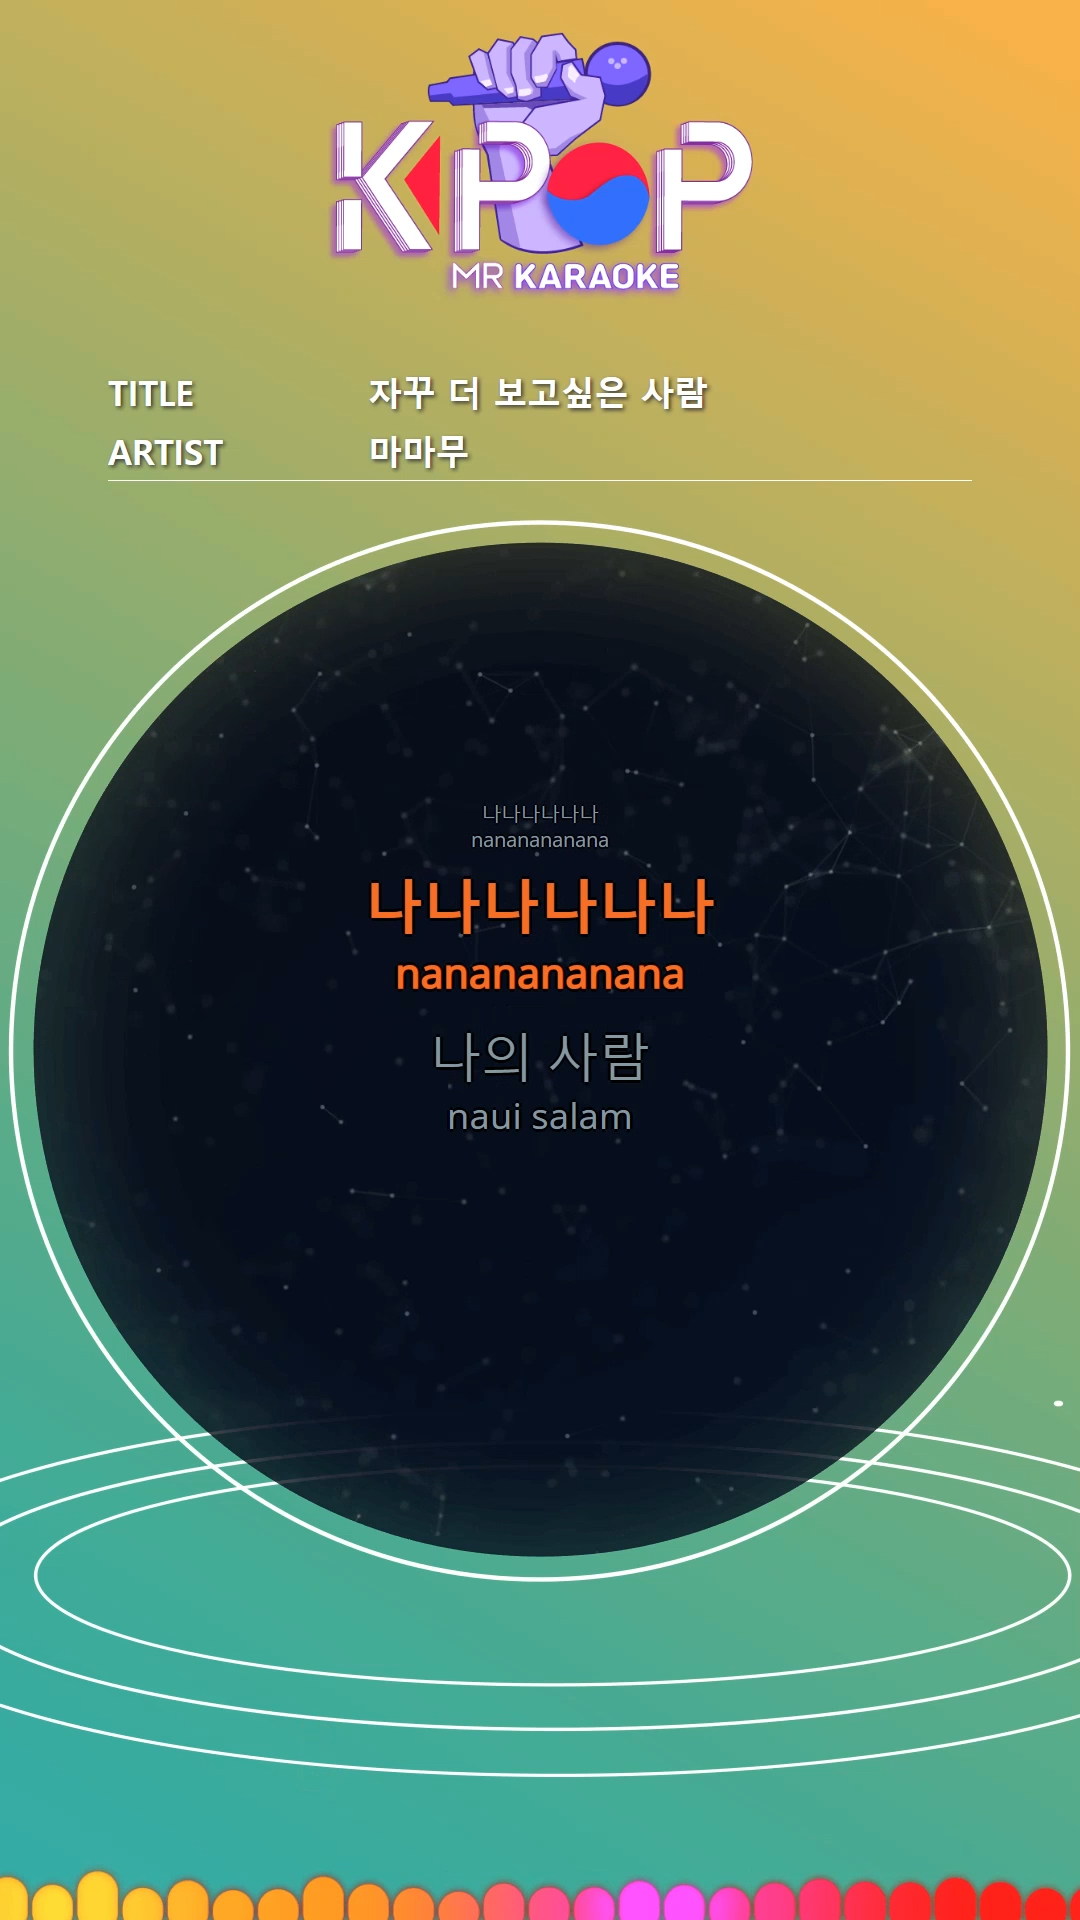 KPOP
MR KARAOKE
TITLE 자꾸 더 보고싶은 사람
ARTIST 마마무
나나나나나나
nananananana
나나나나나나
nananananana
나의 사람
naui salam